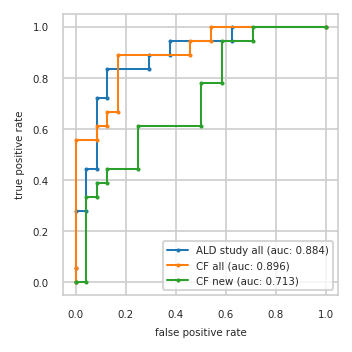 1.0
0.8
0.6
0.4
0.2
0.0
true positive rate
ALD study all (auc: 0.884)
CF all (auc: 0.896)
CF new (auc: 0.713)
0.0 0.2 0.4 0.6 0.8 1.0
false positive rate